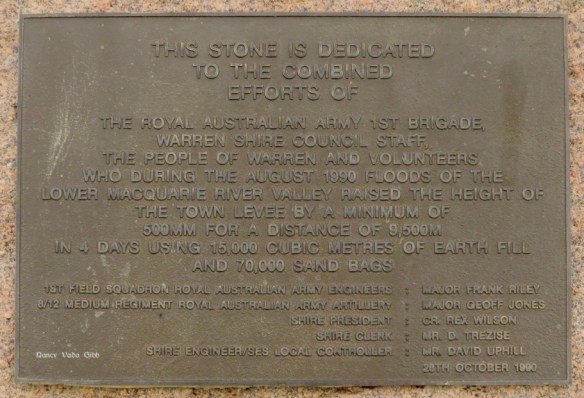 THIS STONE IS DEDICATED
TO THE COMBINED
EFFORTS OF
THE ROYAL AUSTRALIAN ARMY 1ST BRIGADE,
WARREN SHIRE COUNCIL STAFF,
THE PEOPLE OF WARREN AND VOLUNTEERS,
WHO DURING THE AUGUST 1990 FLOODS OF THE
LOWER MACQUARIE RIVER VALLEY RAISED THE HEIGHT OF
THE TOWN LEVEE BY A MINIMUM OF
500MM FOR A DISTANCE OF 9,500M
IN 4 DAYS USING 15,000 CUBIC METRES OF EARTH FILL
AND 70,000 SAND BAGS
1ST FIELD SQUADRON ROYAL AUSTRALIAN ARMY ENGINEERS : MAJOR FRANK RILEY
8/12 MEDIUM REGIMENT ROYAL AUSTRALIAN ARMY ARTILLERY : MAJOR GEOFF JONES
SHIRE PRESIDENT : CR. REX WILSON
SHIRE CLERK : MR. D. TREZISE
SHIRE ENGINEER/SES LOCAL CONTROLLER : MR. DAVID UPHILL
26TH OCTOBER 1990
Nancy Vada Gibb